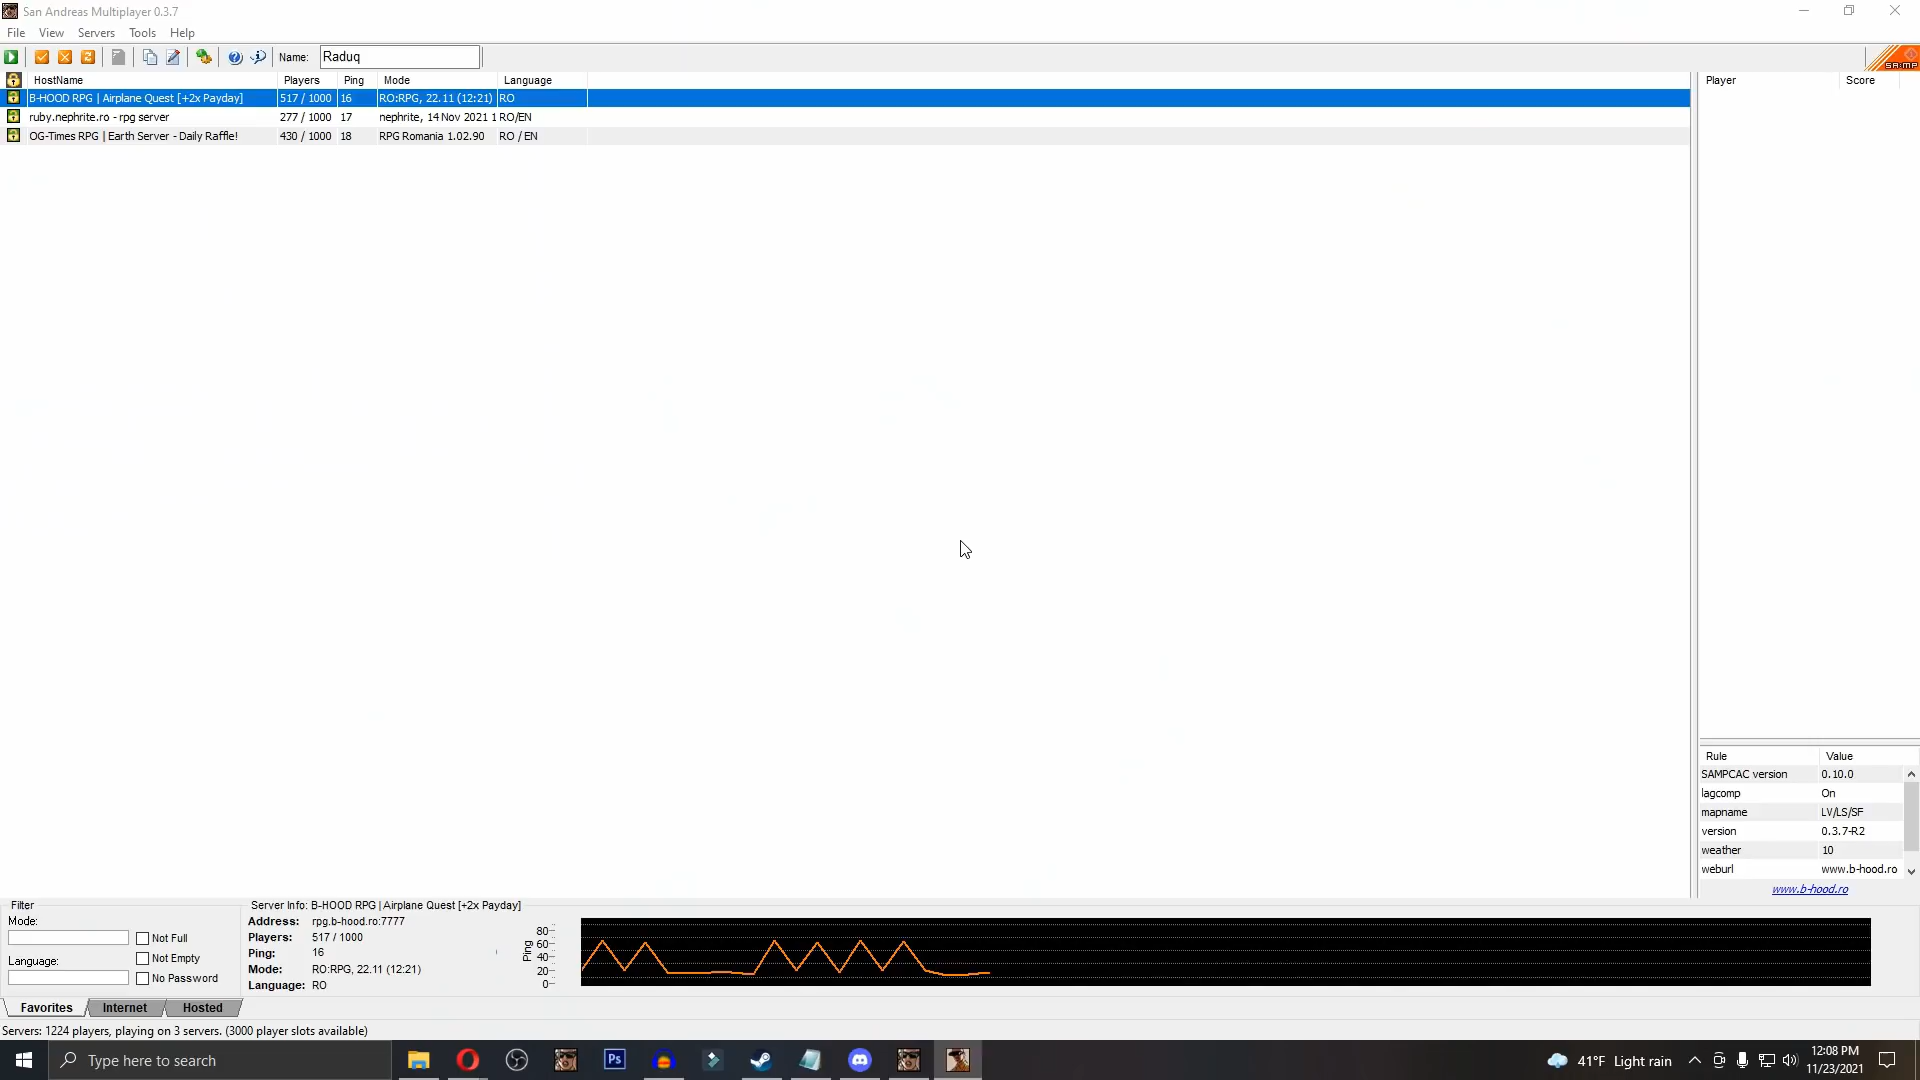 San Andreas Multiplayer 0.3.7
File View Servers Tools Help
Name: Raduq
SA:MP
HostName Players Ping Mode Language
B-HOOD RPG | Airplane Quest [+2x Payday] 517 / 1000 16 RO:RPG, 22.11 (12:21) RO
ruby.nephrite.ro - rpg server 277 / 1000 17 nephrite, 14 Nov 2021 1 RO/EN
OG-Times RPG | Earth Server - Daily Raffle! 430 / 1000 18 RPG Romania 1.02.90 RO / EN
Player Score
Rule Value
SAMPCAC version 0.10.0
lagcomp On
mapname LV/LS/SF
version 0.3.7-R2
weather 10
weburl www.b-hood.ro
www.b-hood.ro
Filter
Mode:
Not Full
Not Empty
Language:
No Password
Server Info: B-HOOD RPG | Airplane Quest [+2x Payday]
Address: rpg.b-hood.ro:7777
Players: 517 / 1000
Ping: 16
Mode: RO:RPG, 22.11 (12:21)
Language: RO
Ping
80
60
40
20
0
Favorites Internet Hosted
Servers: 1224 players, playing on 3 servers. (3000 player slots available)
Type here to search
Ps
41°F Light rain
12:08 PM
11/23/2021